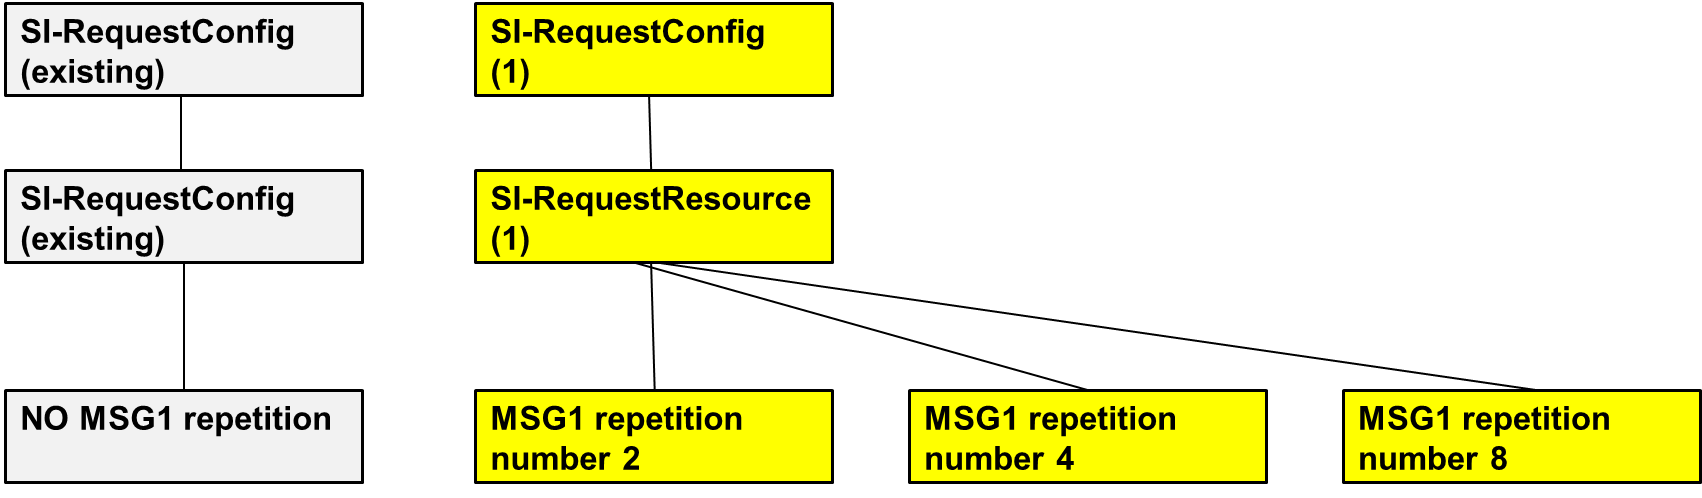 SI-RequestConfig
(existing)
SI-RequestConfig
(1)
SI-RequestConfig
(existing)
SI-RequestResource
(1)
NO MSG1 repetition
MSG1 repetition
number 2
MSG1 repetition
number 4
MSG1 repetition
number 8